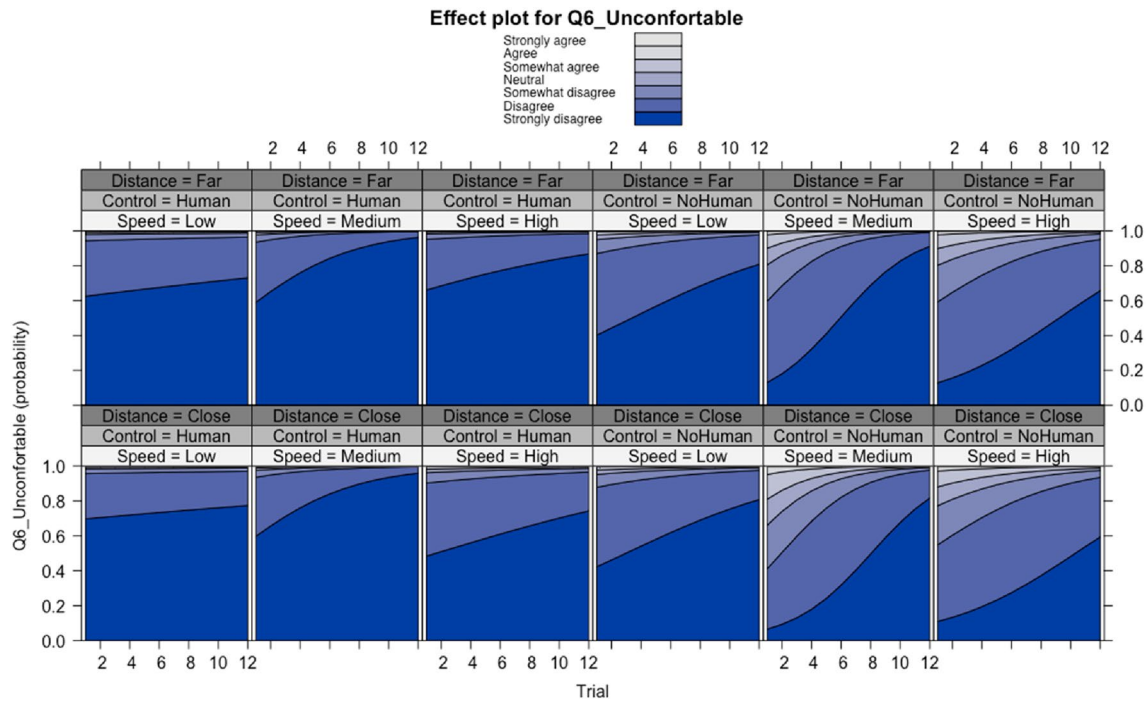 Effect plot for Q6_Unconfortable
Strongly agree
Agree
Somewhat agree
Neutral
Somewhat disagree
Disagree
Strongly disagree
2 4 6 8 10 12 2 4 6 8 10 12 2 4 6 8 10 12
Distance = Far Distance = Far Distance = Far Distance = Far Distance = Far Distance = Far
Control = Human Control = Human Control = Human Control = NoHuman Control = NoHuman Control = NoHuman
Speed = Low Speed = Medium Speed = High Speed = Low Speed = Medium Speed = High
1.0
0.8
0.6
0.4
0.2
0.0
Distance = Close Distance = Close Distance = Close Distance = Close Distance = Close Distance = Close
Control = Human Control = Human Control = Human Control = NoHuman Control = NoHuman Control = NoHuman
Speed = Low Speed = Medium Speed = High Speed = Low Speed = Medium Speed = High
1.0
0.8
0.6
0.4
0.2
0.0
Q6_Unconfortable (probability)
2 4 6 8 10 12 2 4 6 8 10 12 2 4 6 8 10 12
Trial